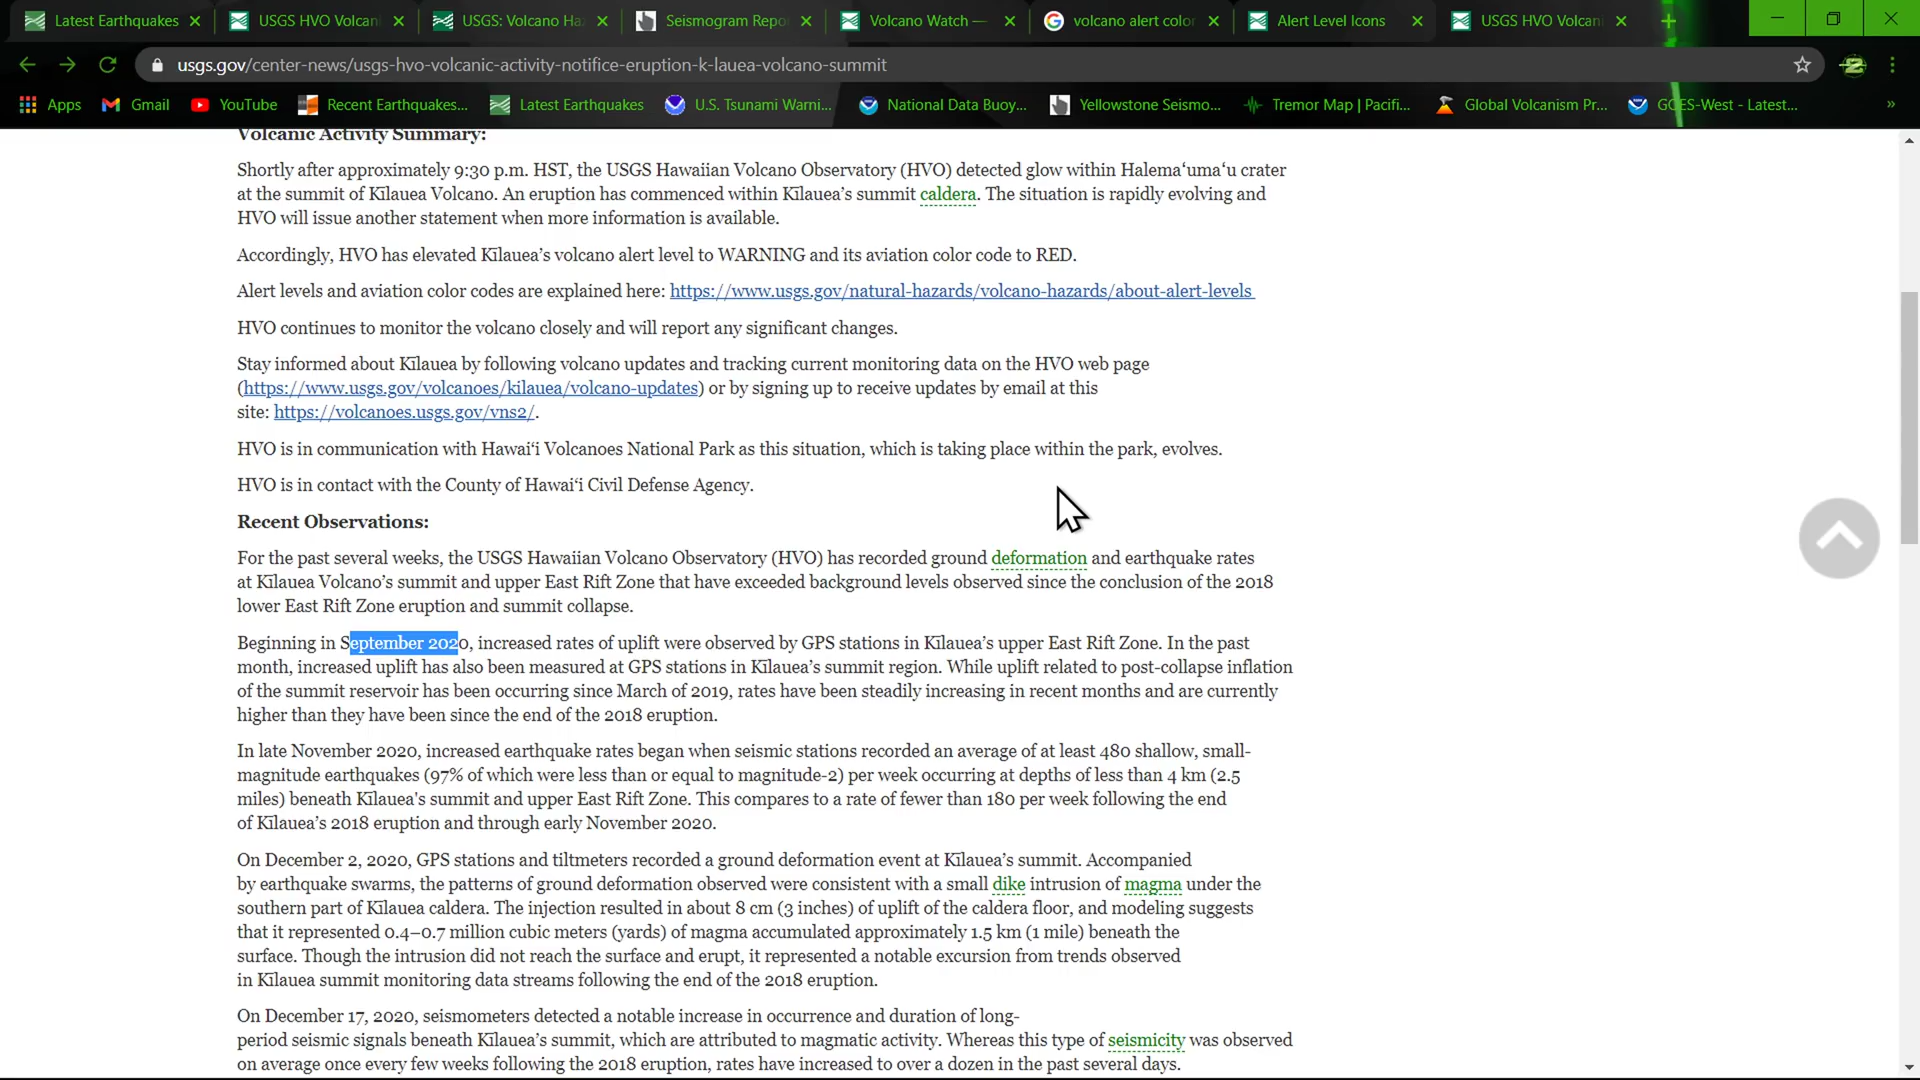 Latest Earthquakes
USGS HVO Volcani
USGS: Volcano Ha
Seismogram Repo
Volcano Watch —
volcano alert color
Alert Level Icons
USGS HVO Volcani
usgs.gov/center-news/usgs-hvo-volcanic-activity-notifice-eruption-k-lauea-volcano-summit
Apps
Gmail
YouTube
Recent Earthquakes...
Latest Earthquakes
U.S. Tsunami Warni...
National Data Buoy...
Yellowstone Seismo...
Tremor Map | Pacifi...
Global Volcanism Pr...
GOES-West - Latest...
»
Volcanic Activity Summary:
Shortly after approximately 9:30 p.m. HST, the USGS Hawaiian Volcano Observatory (HVO) detected glow within Halemaʻumaʻu crater
at the summit of Kīlauea Volcano. An eruption has commenced within Kīlauea’s summit caldera. The situation is rapidly evolving and
HVO will issue another statement when more information is available.
Accordingly, HVO has elevated Kīlauea’s volcano alert level to WARNING and its aviation color code to RED.
Alert levels and aviation color codes are explained here: https://www.usgs.gov/natural-hazards/volcano-hazards/about-alert-levels
HVO continues to monitor the volcano closely and will report any significant changes.
Stay informed about Kīlauea by following volcano updates and tracking current monitoring data on the HVO web page
(https://www.usgs.gov/volcanoes/kilauea/volcano-updates) or by signing up to receive updates by email at this
site: https://volcanoes.usgs.gov/vns2/.
HVO is in communication with Hawaiʻi Volcanoes National Park as this situation, which is taking place within the park, evolves.
HVO is in contact with the County of Hawaiʻi Civil Defense Agency.
Recent Observations:
For the past several weeks, the USGS Hawaiian Volcano Observatory (HVO) has recorded ground deformation and earthquake rates
at Kīlauea Volcano’s summit and upper East Rift Zone that have exceeded background levels observed since the conclusion of the 2018
lower East Rift Zone eruption and summit collapse.
Beginning in September 2020, increased rates of uplift were observed by GPS stations in Kīlauea’s upper East Rift Zone. In the past
month, increased uplift has also been measured at GPS stations in Kīlauea’s summit region. While uplift related to post-collapse inflation
of the summit reservoir has been occurring since March of 2019, rates have been steadily increasing in recent months and are currently
higher than they have been since the end of the 2018 eruption.
In late November 2020, increased earthquake rates began when seismic stations recorded an average of at least 480 shallow, small-
magnitude earthquakes (97% of which were less than or equal to magnitude-2) per week occurring at depths of less than 4 km (2.5
miles) beneath Kīlauea's summit and upper East Rift Zone. This compares to a rate of fewer than 180 per week following the end
of Kīlauea’s 2018 eruption and through early November 2020.
On December 2, 2020, GPS stations and tiltmeters recorded a ground deformation event at Kīlauea’s summit. Accompanied
by earthquake swarms, the patterns of ground deformation observed were consistent with a small dike intrusion of magma under the
southern part of Kīlauea caldera. The injection resulted in about 8 cm (3 inches) of uplift of the caldera floor, and modeling suggests
that it represented 0.4–0.7 million cubic meters (yards) of magma accumulated approximately 1.5 km (1 mile) beneath the
surface. Though the intrusion did not reach the surface and erupt, it represented a notable excursion from trends observed
in Kīlauea summit monitoring data streams following the end of the 2018 eruption.
On December 17, 2020, seismometers detected a notable increase in occurrence and duration of long-
period seismic signals beneath Kīlauea’s summit, which are attributed to magmatic activity. Whereas this type of seismicity was observed
on average once every few weeks following the 2018 eruption, rates have increased to over a dozen in the past several days.